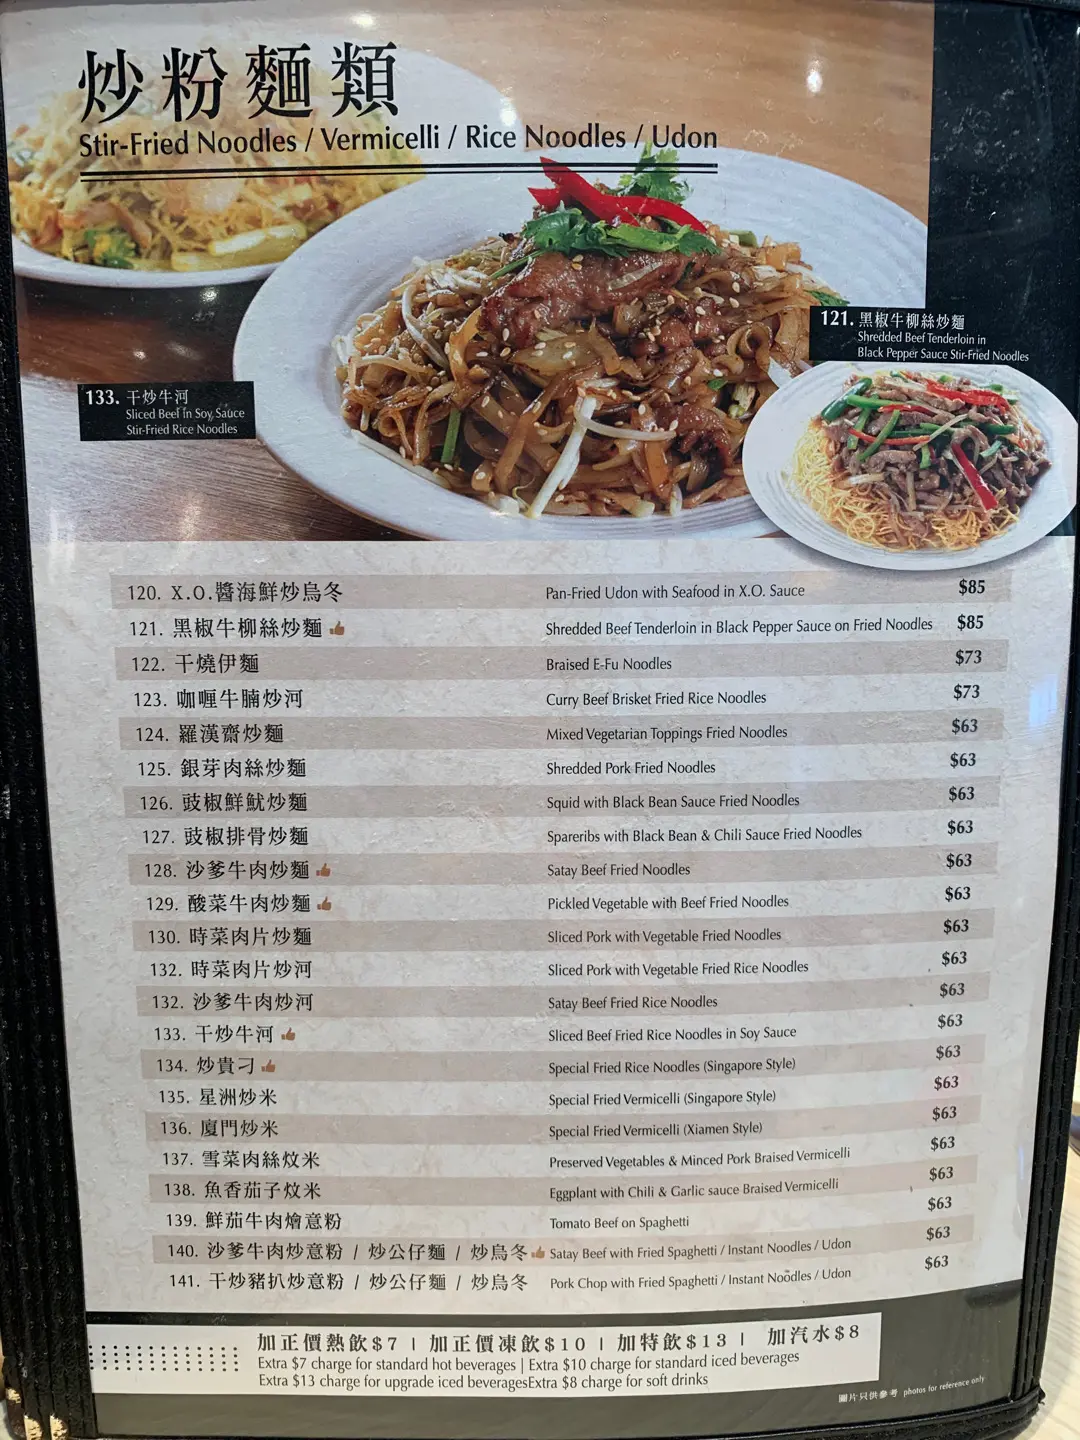 炒粉麵類
Stir-Fried Noodles / Vermicelli / Rice Noodles / Udon
121. 黑椒牛柳絲炒麵
Shredded Beef Tenderloin in
Black Pepper Sauce Stir-Fried Noodles
133. 干炒牛河
Sliced Beef in Soy Sauce
Stir-Fried Rice Noodles
120. X.O.醬海鮮炒烏冬 Pan-Fried Udon with Seafood in X.O. Sauce $85
121. 黑椒牛柳絲炒麵 Shredded Beef Tenderloin in Black Pepper Sauce on Fried Noodles $85
122. 干燒伊麵 Braised E-Fu Noodles $73
123. 咖喱牛腩炒河 Curry Beef Brisket Fried Rice Noodles $73
124. 羅漢齋炒麵 Mixed Vegetarian Toppings Fried Noodles $63
125. 銀芽肉絲炒麵 Shredded Pork Fried Noodles $63
126. 豉椒鮮魷炒麵 Squid with Black Bean Sauce Fried Noodles $63
127. 豉椒排骨炒麵 Spareribs with Black Bean & Chili Sauce Fried Noodles $63
128. 沙爹牛肉炒麵 Satay Beef Fried Noodles $63
129. 酸菜牛肉炒麵 Pickled Vegetable with Beef Fried Noodles $63
130. 時菜肉片炒麵 Sliced Pork with Vegetable Fried Noodles $63
132. 時菜肉片炒河 Sliced Pork with Vegetable Fried Rice Noodles $63
132. 沙爹牛肉炒河 Satay Beef Fried Rice Noodles $63
133. 干炒牛河 Sliced Beef Fried Rice Noodles in Soy Sauce $63
134. 炒貴刁 Special Fried Rice Noodles (Singapore Style) $63
135. 星洲炒米 Special Fried Vermicelli (Singapore Style) $63
136. 廈門炒米 Special Fried Vermicelli (Xiamen Style) $63
137. 雪菜肉絲炆米 Preserved Vegetables & Minced Pork Braised Vermicelli $63
138. 魚香茄子炆米 Eggplant with Chili & Garlic sauce Braised Vermicelli $63
139. 鮮茄牛肉燴意粉 Tomato Beef on Spaghetti $63
140. 沙爹牛肉炒意粉 / 炒公仔麵 / 炒烏冬 Satay Beef with Fried Spaghetti / Instant Noodles / Udon $63
141. 干炒豬扒炒意粉 / 炒公仔麵 / 炒烏冬 Pork Chop with Fried Spaghetti / Instant Noodles / Udon $63
加正價熱飲$7 | 加正價凍飲$10 | 加特飲$13 | 加汽水$8
Extra $7 charge for standard hot beverages | Extra $10 charge for standard iced beverages
Extra $13 charge for upgrade iced beveragesExtra $8 charge for soft drinks
圖片只供參考 photos for reference only